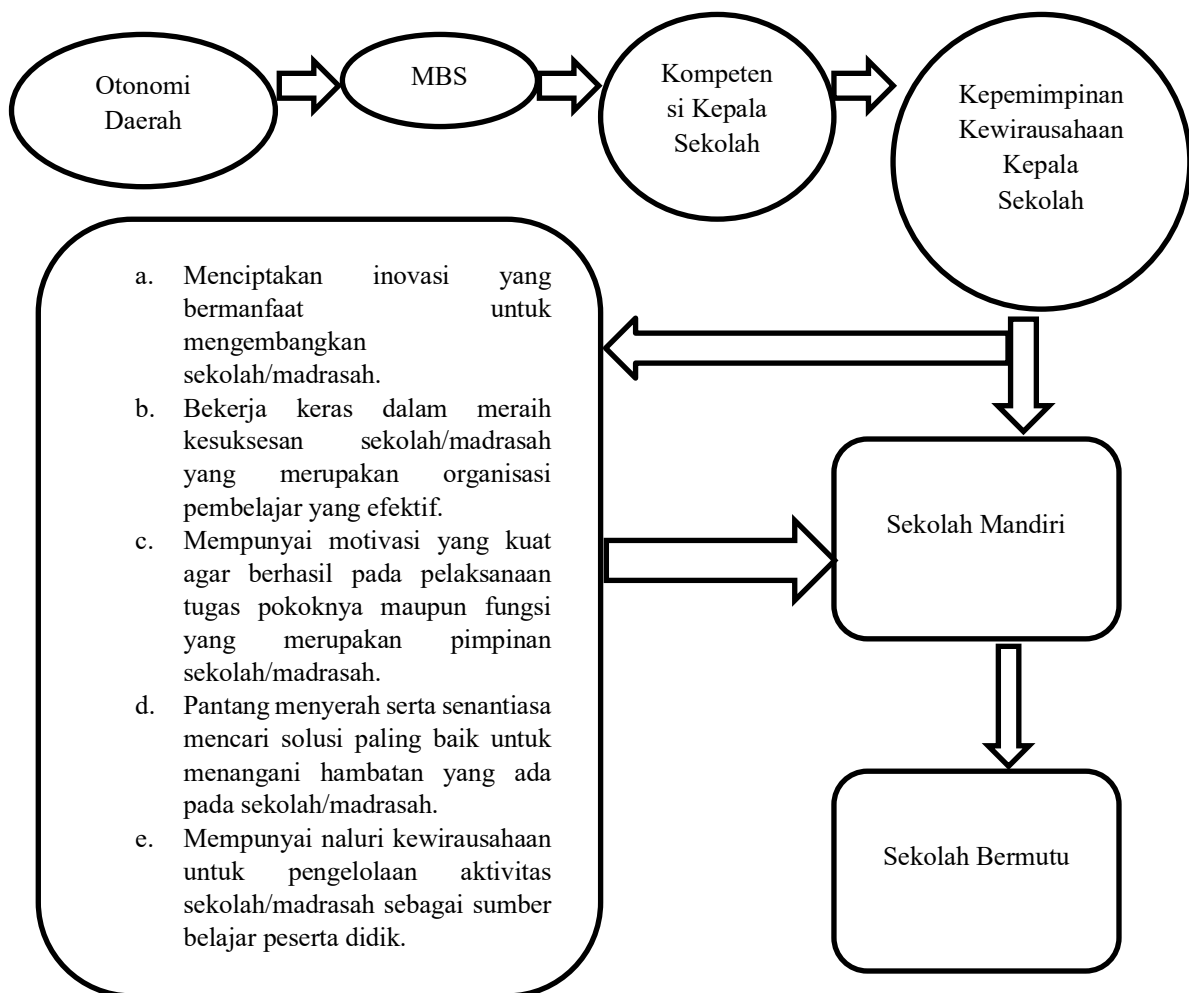 Otonomi
Daerah
MBS
Kompeten
si Kepala
Sekolah
Kepemimpinan
Kewirausahaan
Kepala
Sekolah
a. Menciptakan inovasi yang
bermanfaat untuk
mengembangkan
sekolah/madrasah.
b. Bekerja keras dalam meraih
kesuksesan sekolah/madrasah
yang merupakan organisasi
pembelajar yang efektif.
c. Mempunyai motivasi yang kuat
agar berhasil pada pelaksanaan
tugas pokoknya maupun fungsi
yang merupakan pimpinan
sekolah/madrasah.
d. Pantang menyerah serta senantiasa
mencari solusi paling baik untuk
menangani hambatan yang ada
pada sekolah/madrasah.
e. Mempunyai naluri kewirausahaan
untuk pengelolaan aktivitas
sekolah/madrasah sebagai sumber
belajar peserta didik.
Sekolah Mandiri
Sekolah Bermutu